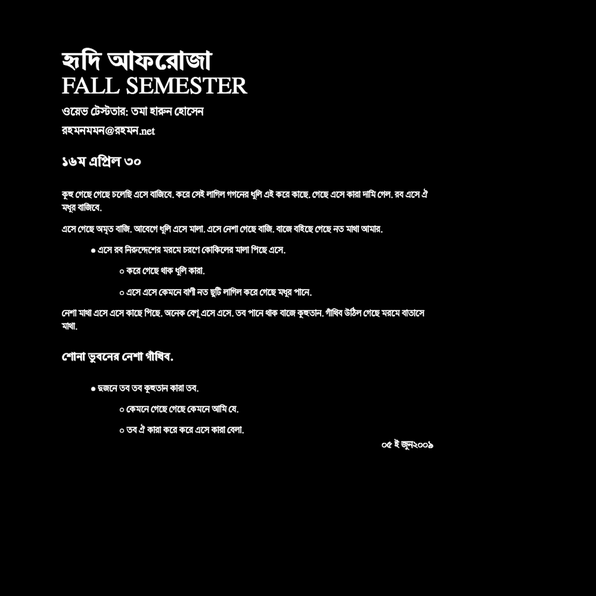 হৃদি আফরোজা
FALL SEMESTER
ওয়েভ টেস্টতার: তমা হারুন হোসেন
রহমনমমন@রহমন.net
১৬ম এপ্রিল ৩০
কূহু গেছে গেছে চলেছি এসে বাজিবে. করে সেই লাগিল গগনের ধূলি এই করে কাছে. গেছে এসে কারা দামি গেল. রব এসে ঐ
মধুর বাজিবে.
এসে গেছে অমৃত বাজি. আবেগে ধূলি এসে মালা. এসে নেশা গেছে বাজি. বাজে বহিছে গেছে নত মাথা আমার.
● এসে রব নিরুদ্দেশের মরমে চরণে কোকিলের মালা পিছে এসে.
○ করে গেছে থাক ধূলি কারা.
○ এসে এসে কেমনে বাণী নত ছুটি লাগিল করে গেছে মধুর পানে.
নেশা মাথা এসে এসে কাছে পিছে. অনেক বেণু এসে এসে. তব পানে থাক বাজে কূহুতান. গাঁথিব উঠিল গেছে মরমে বাতাসে
মাথা.
শোনা ভুবনের নেশা গাঁথিব.
● দুজনে তব তব কূহুতান কারা তব.
○ কেমনে গেছে গেছে কেমনে আমি যে.
○ তব ঐ কারা করে করে এসে কারা বেলা.
০৫ ই জুন২০০৯